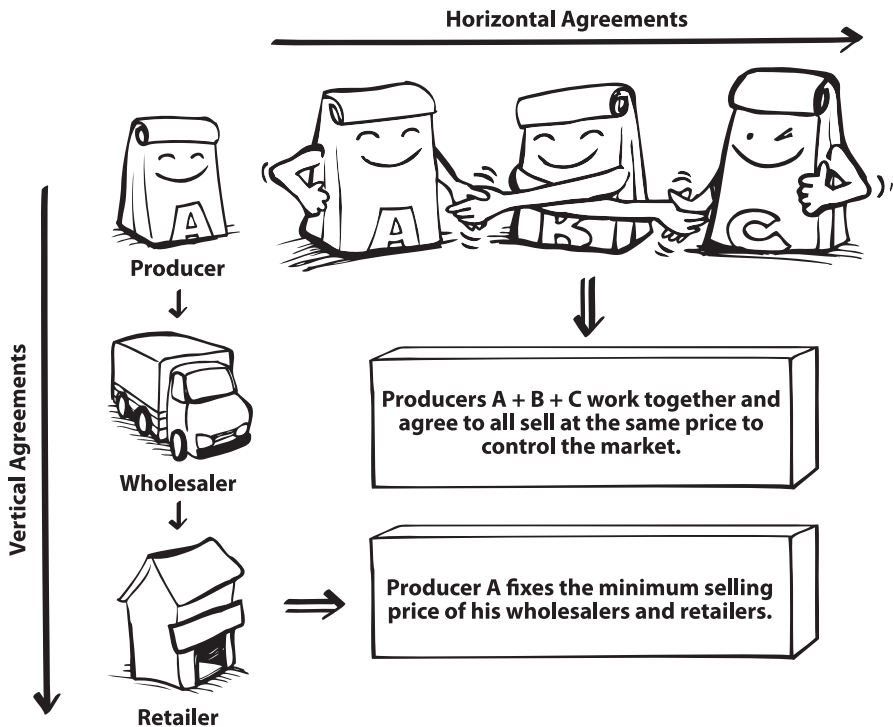 Horizontal Agreements
A
A
B
C
Producer
Vertical Agreements
Producers A + B + C work together and
agree to all sell at the same price to
control the market.
Wholesaler
Producer A fixes the minimum selling
price of his wholesalers and retailers.
Retailer